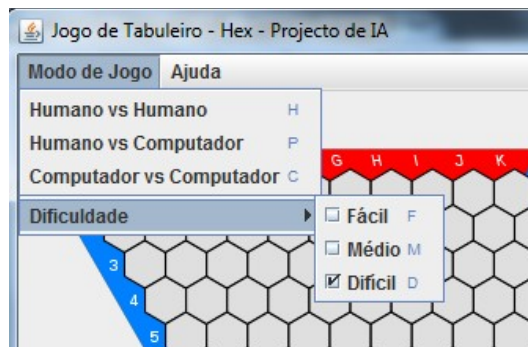 Jogo de Tabuleiro - Hex - Projecto de IA
Modo de Jogo Ajuda
Humano vs Humano H
Humano vs Computador P
Computador vs Computador C
G H I J K
Dificuldade
Fácil F
Médio M
Difícil D
3
4
5